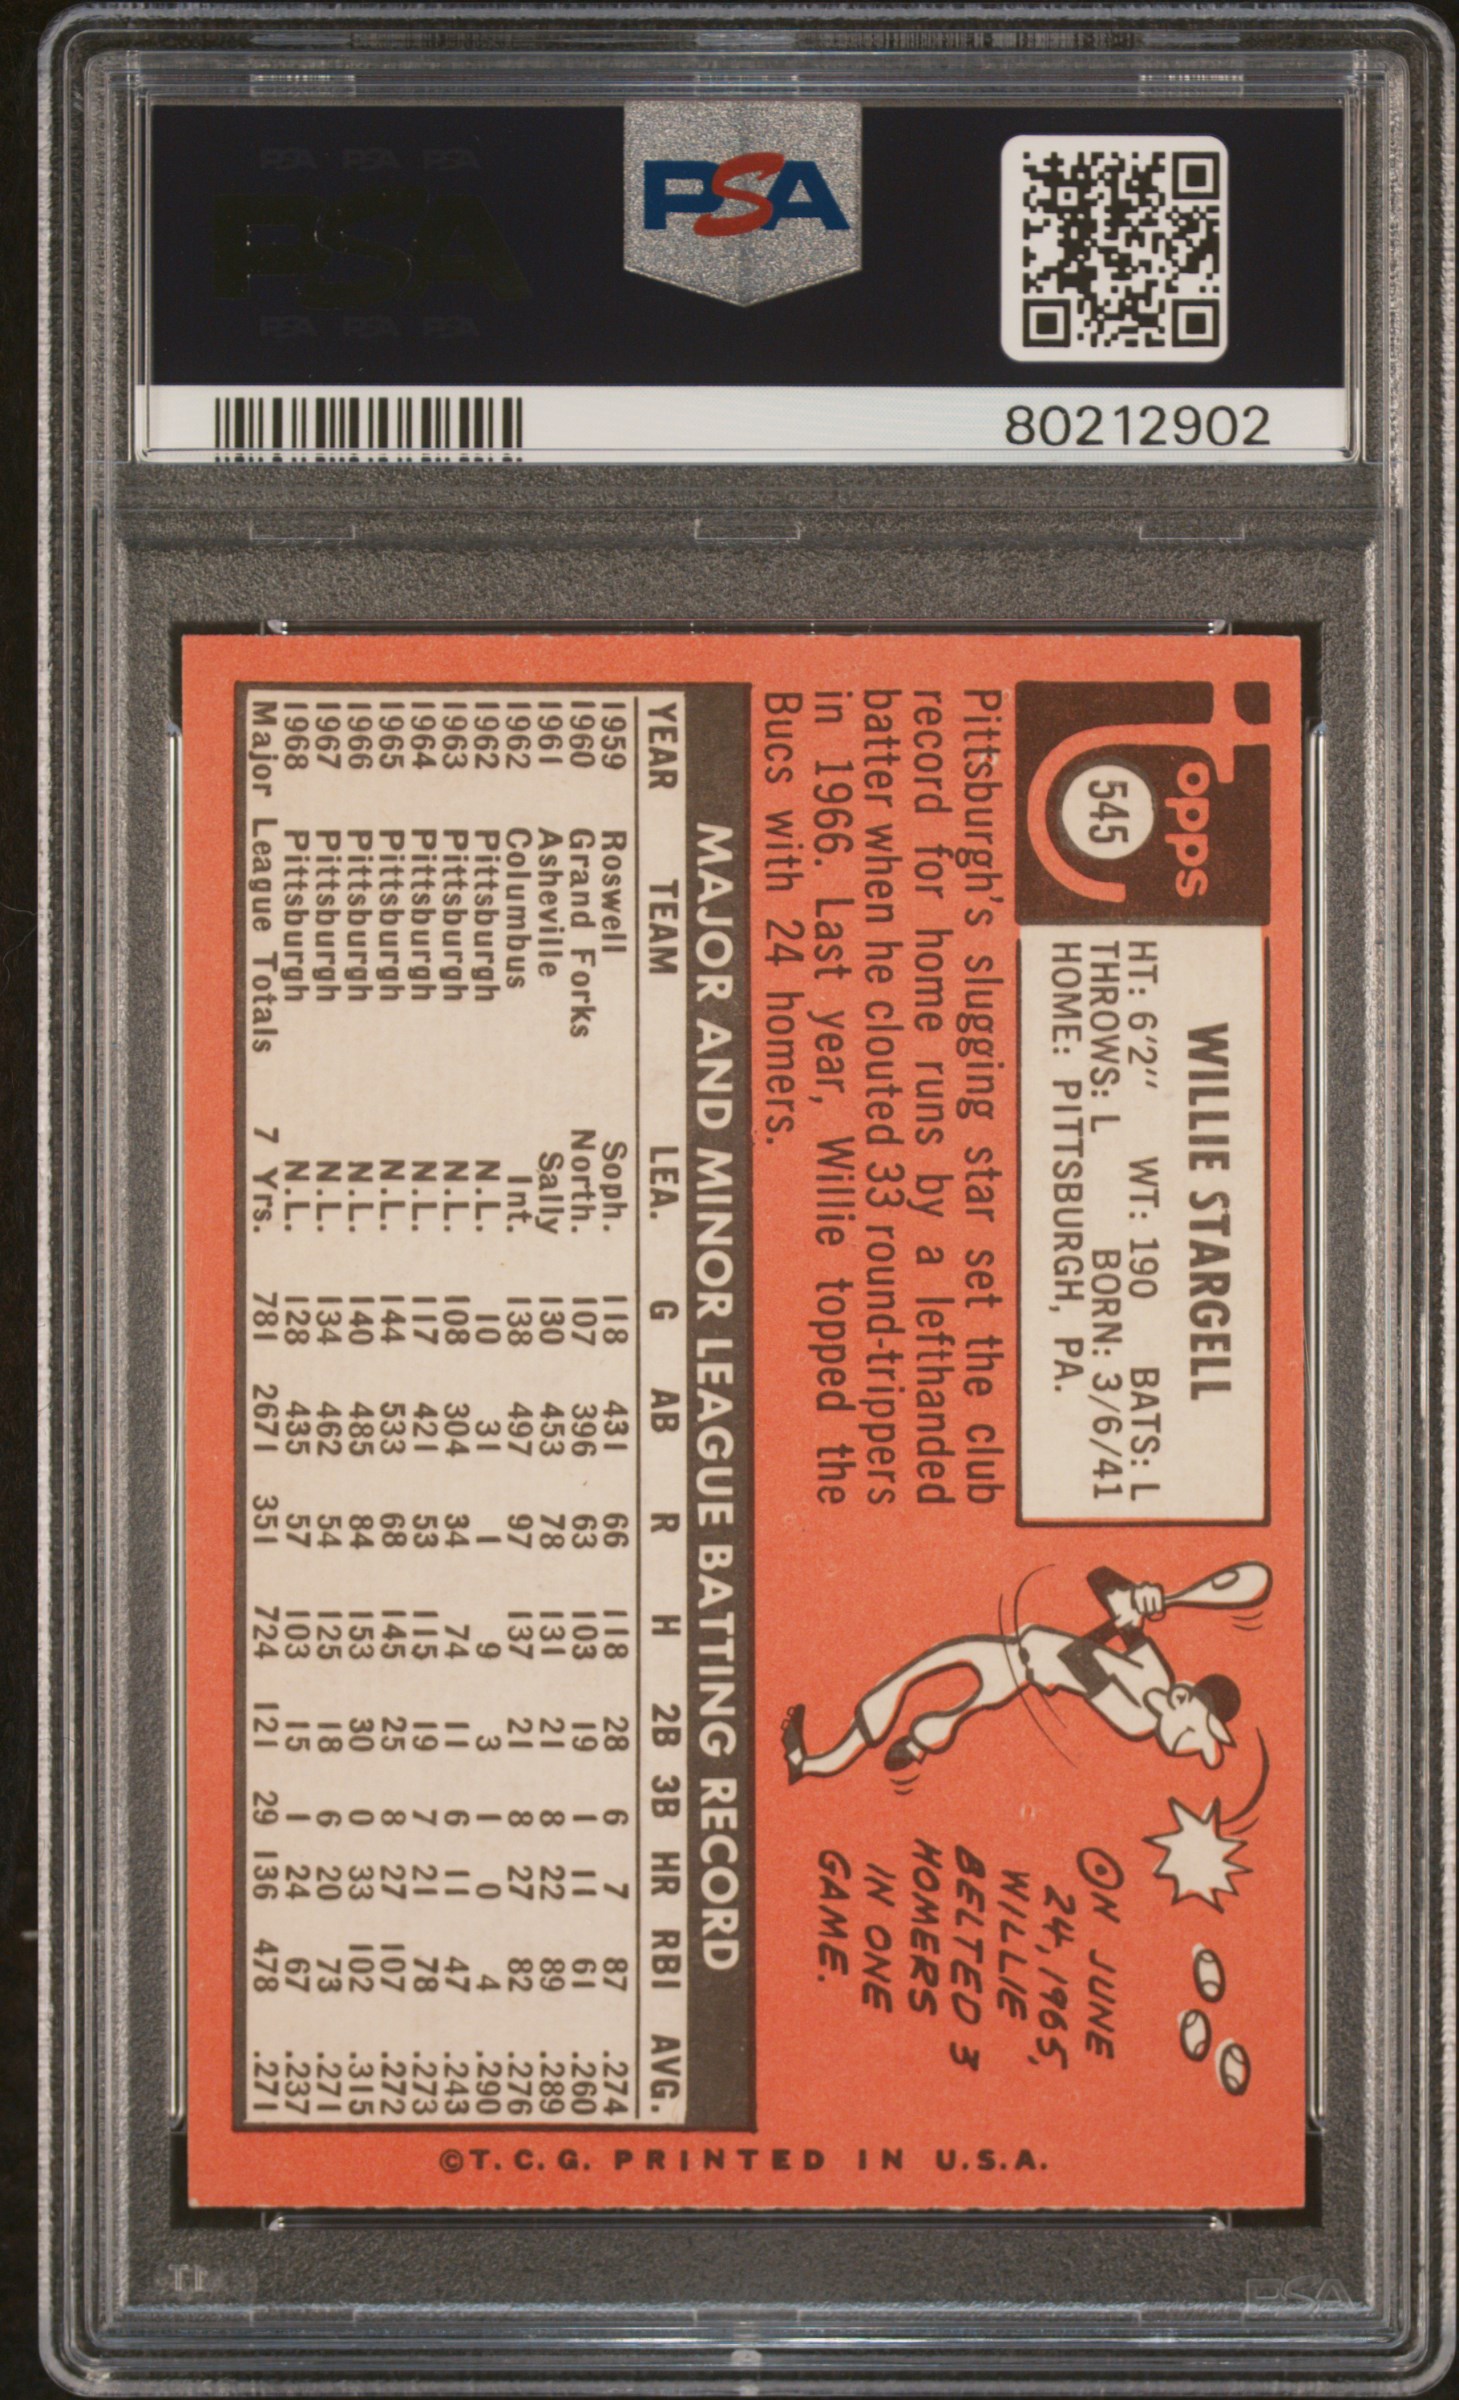 PSA PSA PSA
PSA
PSA PSA PSA
PSA
80212902
Topps
545
WILLIE STARGELL
HT: 6'2" WT: 190 BATS: L
THROWS: L BORN: 3/6/41
HOME: PITTSBURGH, PA.
Pittsburgh's slugging star set the club
record for home runs by a lefthanded
batter when he clouted 33 round-trippers
in 1966. Last year, Willie topped the
Bucs with 24 homers.
ON JUNE
24, 1965,
WILLIE
BELTED 3
HOMERS
IN ONE
GAME.
MAJOR AND MINOR LEAGUE BATTING RECORD
YEAR TEAM LEA. G AB R H 2B 3B HR RBI AVG.
1959 Roswell Soph. 118 431 66 118 28 6 7 87 .274
1960 Grand Forks North. 107 396 63 103 19 1 11 61 .260
1961 Asheville Sally 130 453 78 131 21 8 22 89 .289
1962 Columbus Int. 138 497 97 137 21 8 27 82 .276
1962 Pittsburgh N.L. 10 31 1 9 3 1 0 4 .290
1963 Pittsburgh N.L. 108 304 34 74 11 6 11 47 .243
1964 Pittsburgh N.L. 117 421 53 115 19 7 21 78 .273
1965 Pittsburgh N.L. 144 533 68 145 25 8 27 107 .272
1966 Pittsburgh N.L. 140 485 84 153 30 0 33 102 .315
1967 Pittsburgh N.L. 134 462 54 125 18 6 20 73 .271
1968 Pittsburgh N.L. 128 435 57 103 15 1 24 67 .237
Major League Totals 7 Yrs. 781 2671 351 724 121 29 136 478 .271
©T.C.G. PRINTED IN U.S.A.
PSA